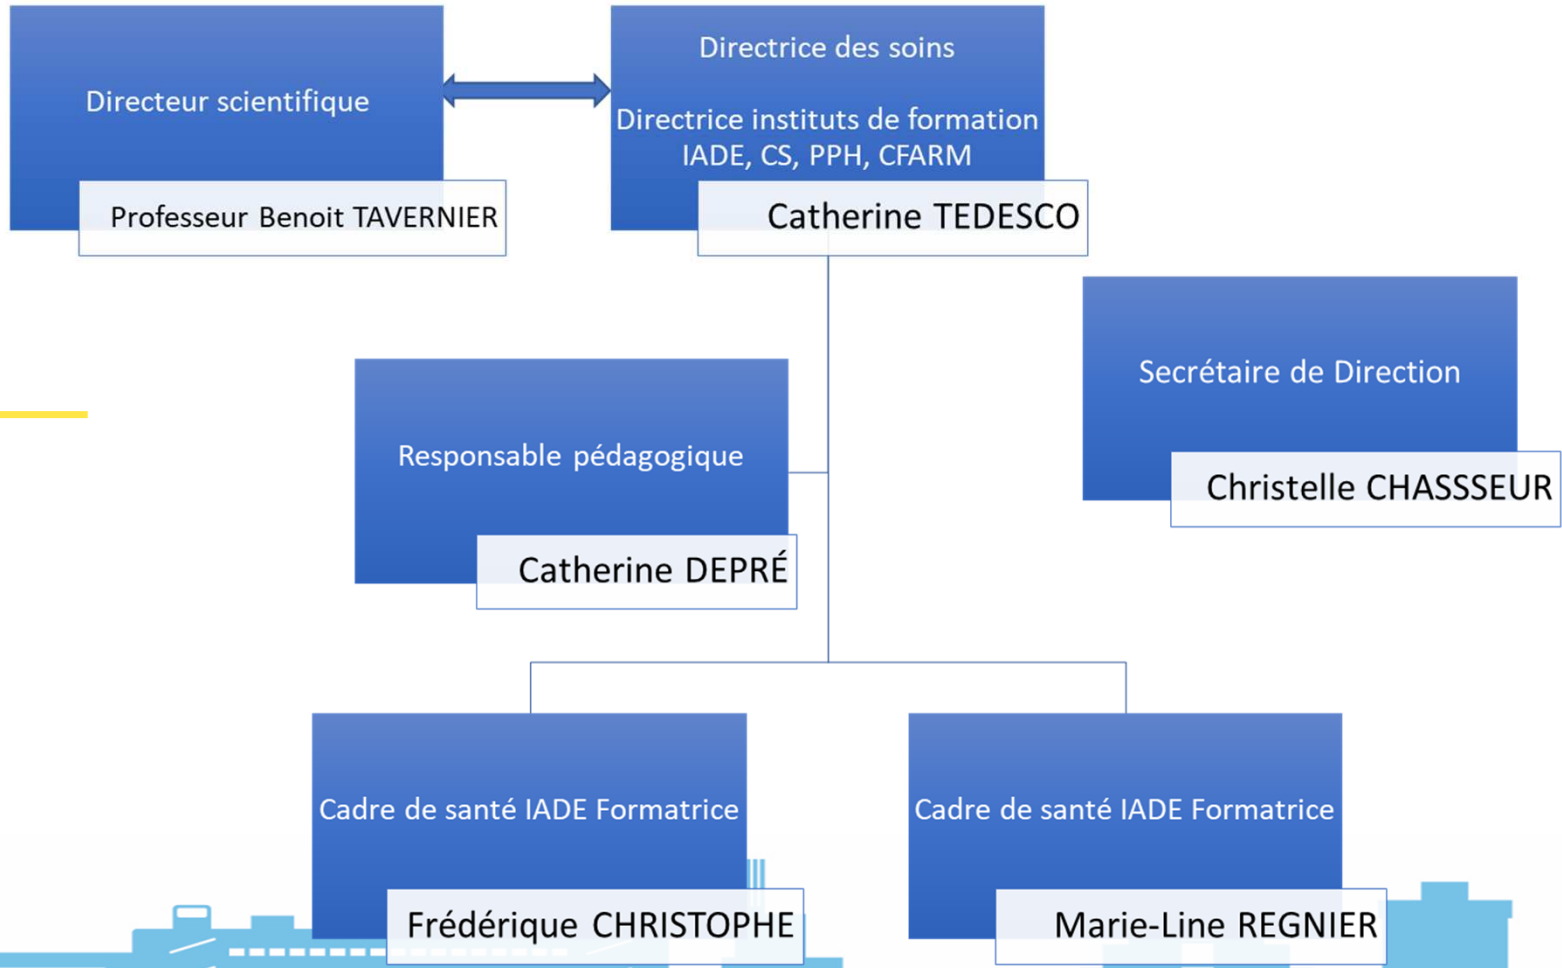 Directeur scientifique
Professeur Benoit TAVERNIER
Directrice des soins
Directrice instituts de formation
IADE, CS, PPH, CFARM
Catherine TEDESCO
Secrétaire de Direction
Christelle CHASSSEUR
Responsable pédagogique
Catherine DEPRÉ
Cadre de santé IADE Formatrice
Frédérique CHRISTOPHE
Cadre de santé IADE Formatrice
Marie-Line REGNIER